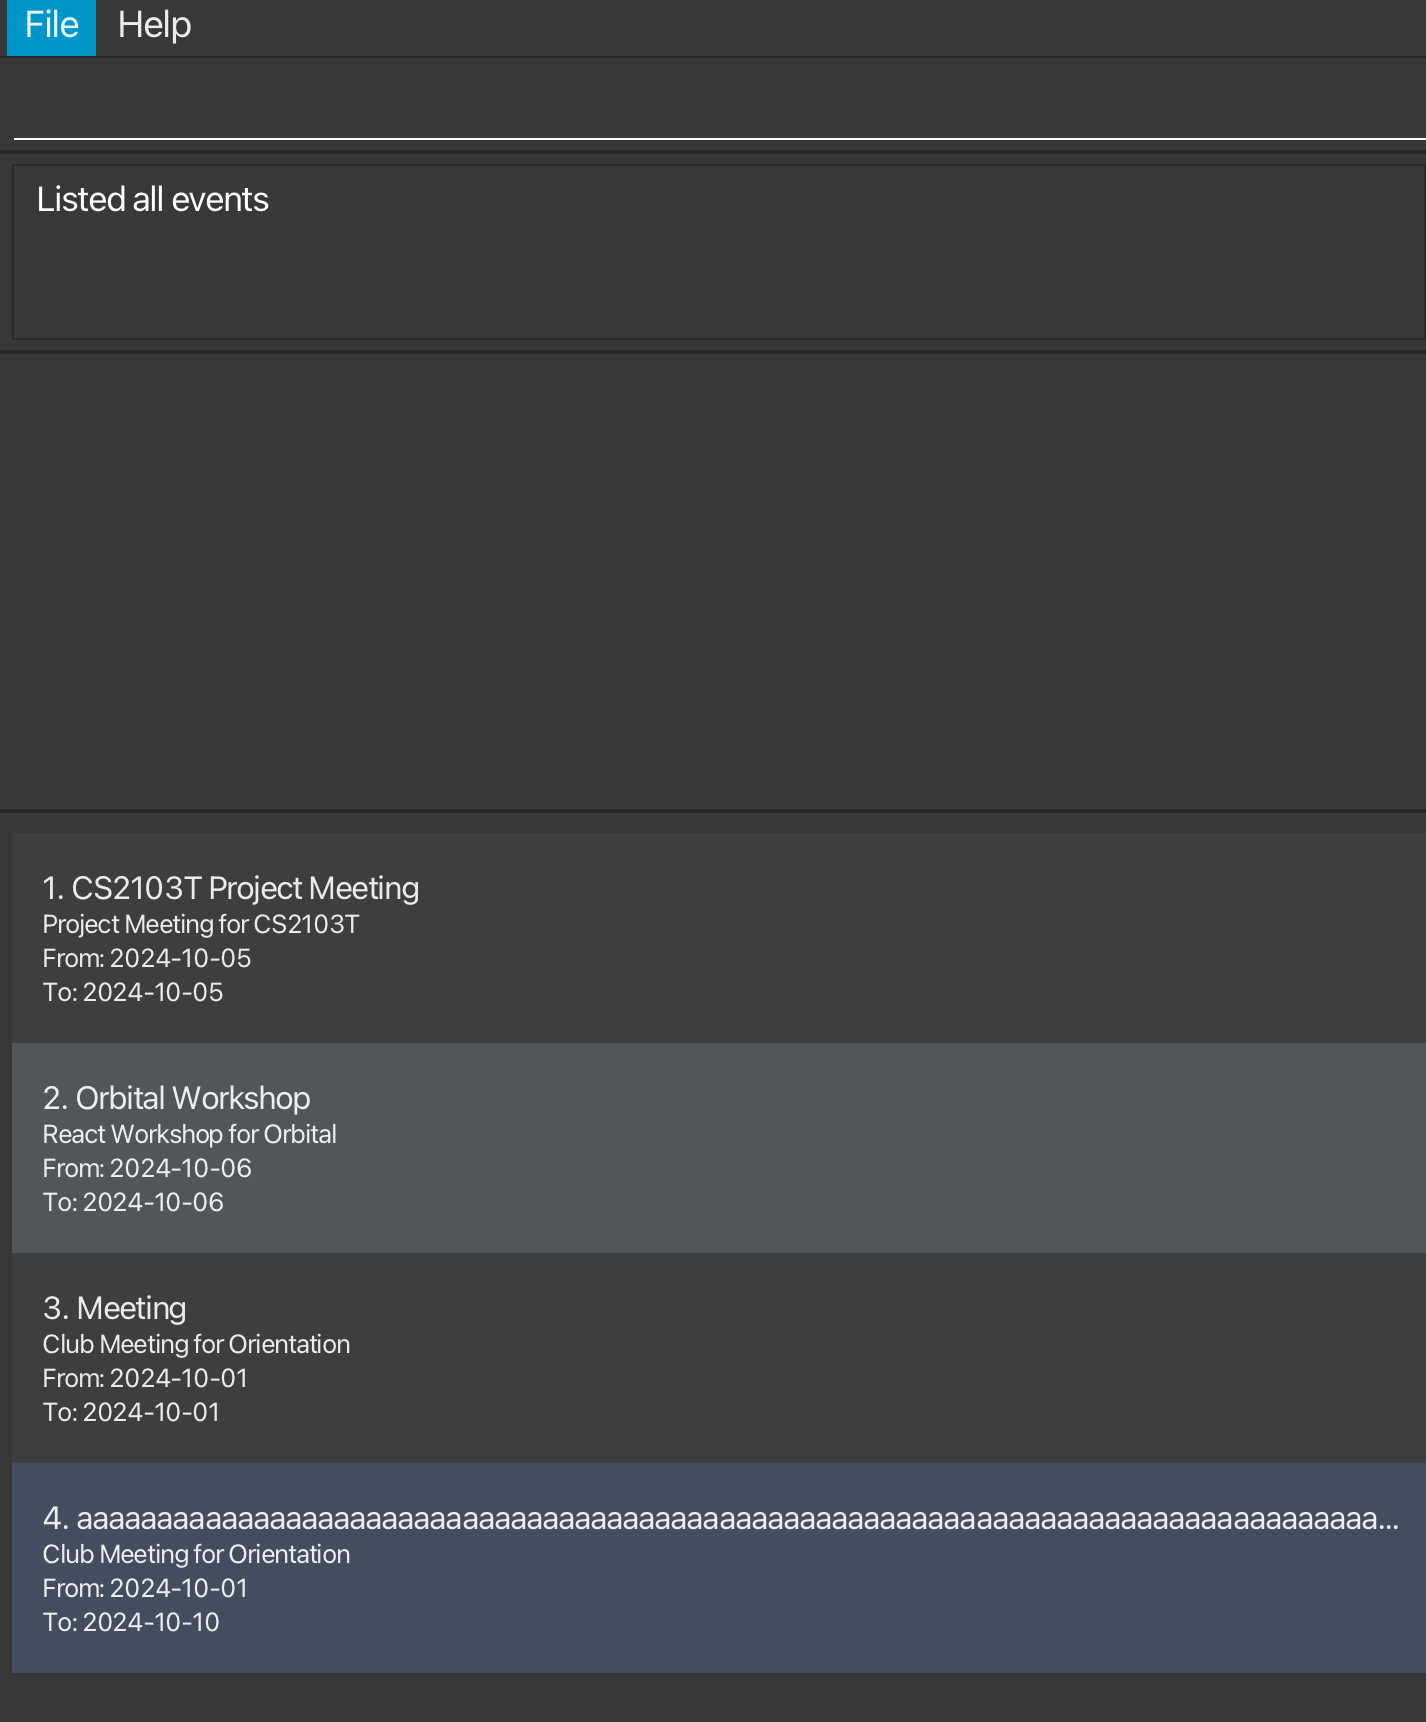 File Help
Listed all events
1. CS2103T Project Meeting
Project Meeting for CS2103T
From: 2024-10-05
To: 2024-10-05
2. Orbital Workshop
React Workshop for Orbital
From: 2024-10-06
To: 2024-10-06
3. Meeting
Club Meeting for Orientation
From: 2024-10-01
To: 2024-10-01
4. aaaaaaaaaaaaaaaaaaaaaaaaaaaaaaaaaaaaaaaaaaaaaaaaaaaaaaaaaaaaaaaaaaaaaaaaaaaaaaaaa...
Club Meeting for Orientation
From: 2024-10-01
To: 2024-10-10